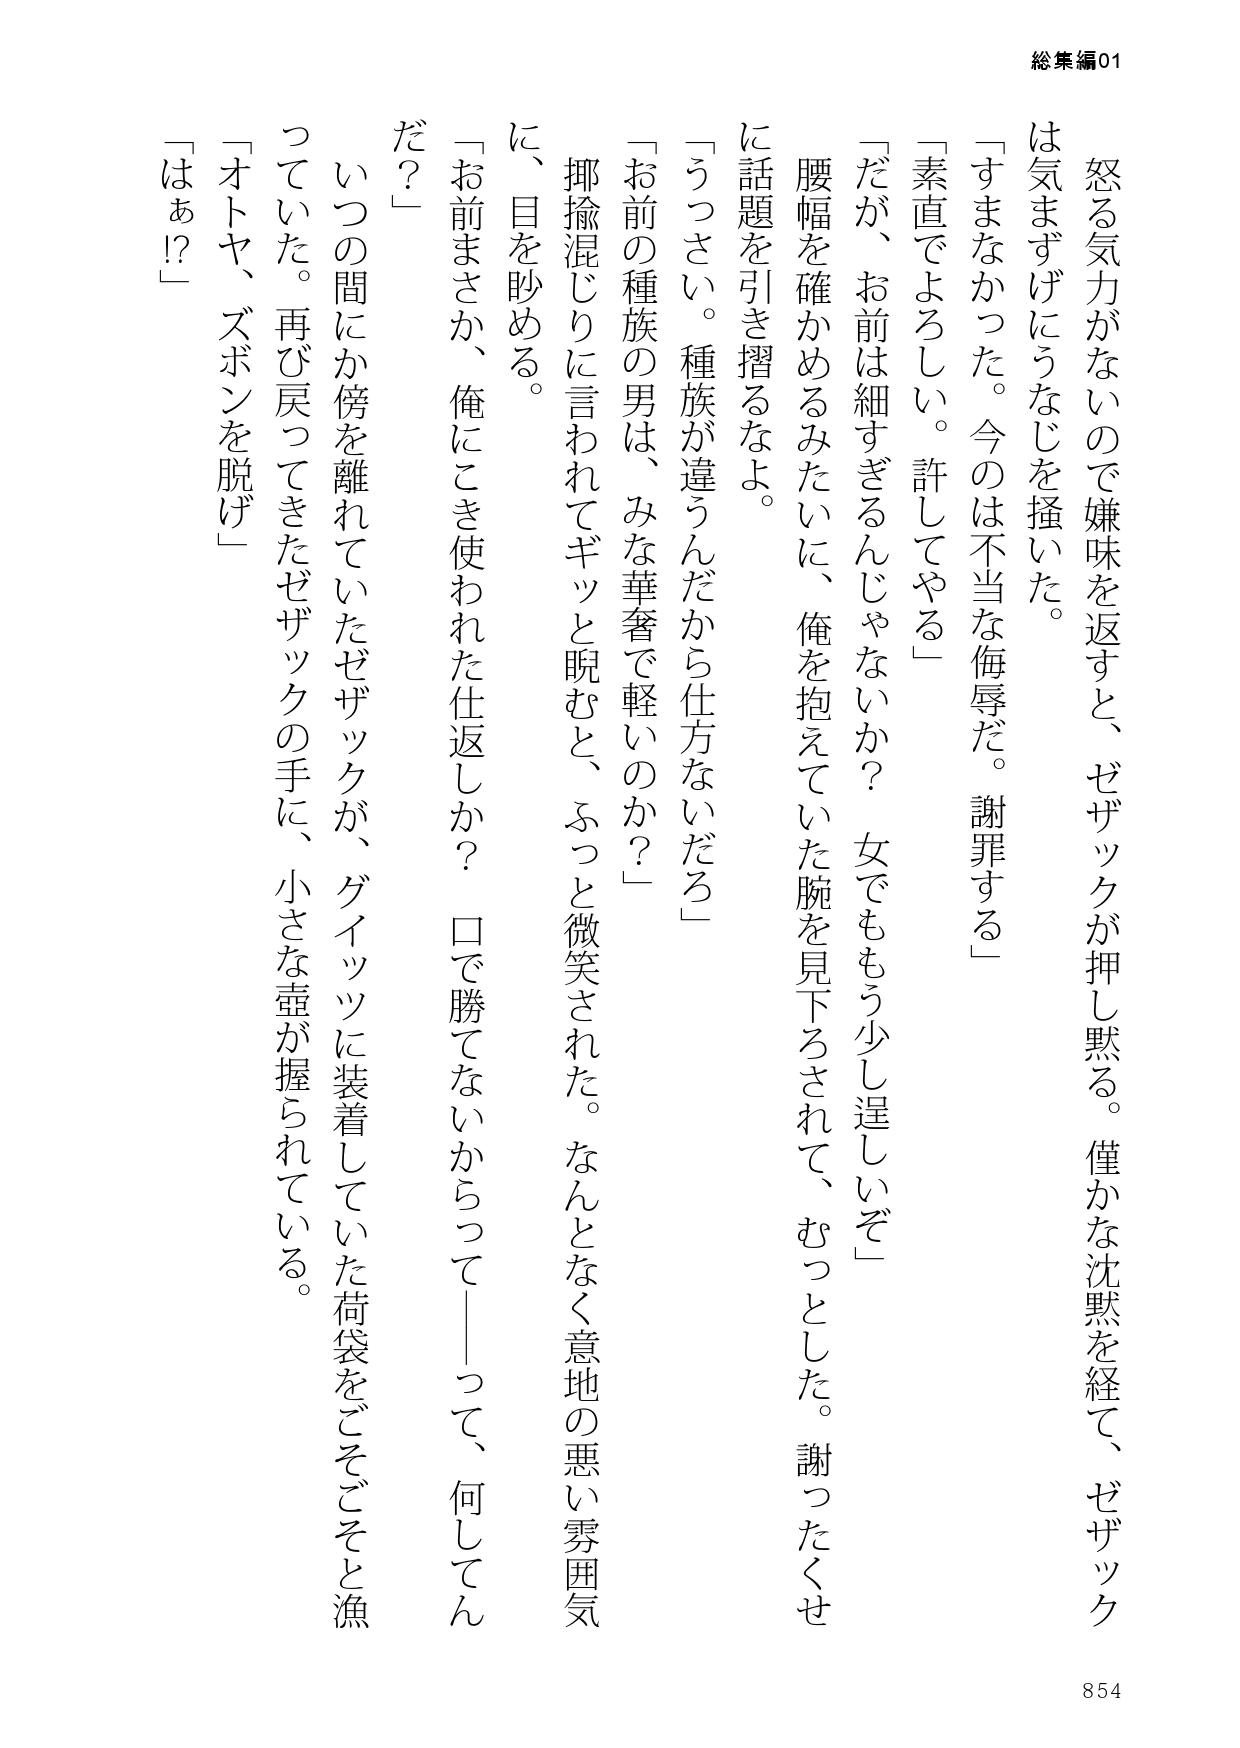 総集編01
　怒る気力がないので嫌味を返すと、ゼザックが押し黙る。僅かな沈黙を経て、ゼザック
は気まずげにうなじを掻いた。
「すまなかった。今のは不当な侮辱だ。謝罪する」
「素直でよろしい。許してやる」
「だが、お前は細すぎるんじゃないか？　女でももう少し逞しいぞ」
　腰幅を確かめるみたいに、俺を抱えていた腕を見下ろされて、むっとした。謝ったくせ
に話題を引き摺るなよ。
「うっさい。種族が違うんだから仕方ないだろ」
「お前の種族の男は、みな華奢で軽いのか？」
　揶揄混じりに言われてギッと睨むと、ふっと微笑された。なんとなく意地の悪い雰囲気
に、目を眇める。
「お前まさか、俺にこき使われた仕返しか？　口で勝てないからって――って、何してん
だ？」
　いつの間にか傍を離れていたゼザックが、グイッツに装着していた荷袋をごそごそと漁
っていた。再び戻ってきたゼザックの手に、小さな壺が握られている。
「オトヤ、ズボンを脱げ」
「はぁ!?」
854